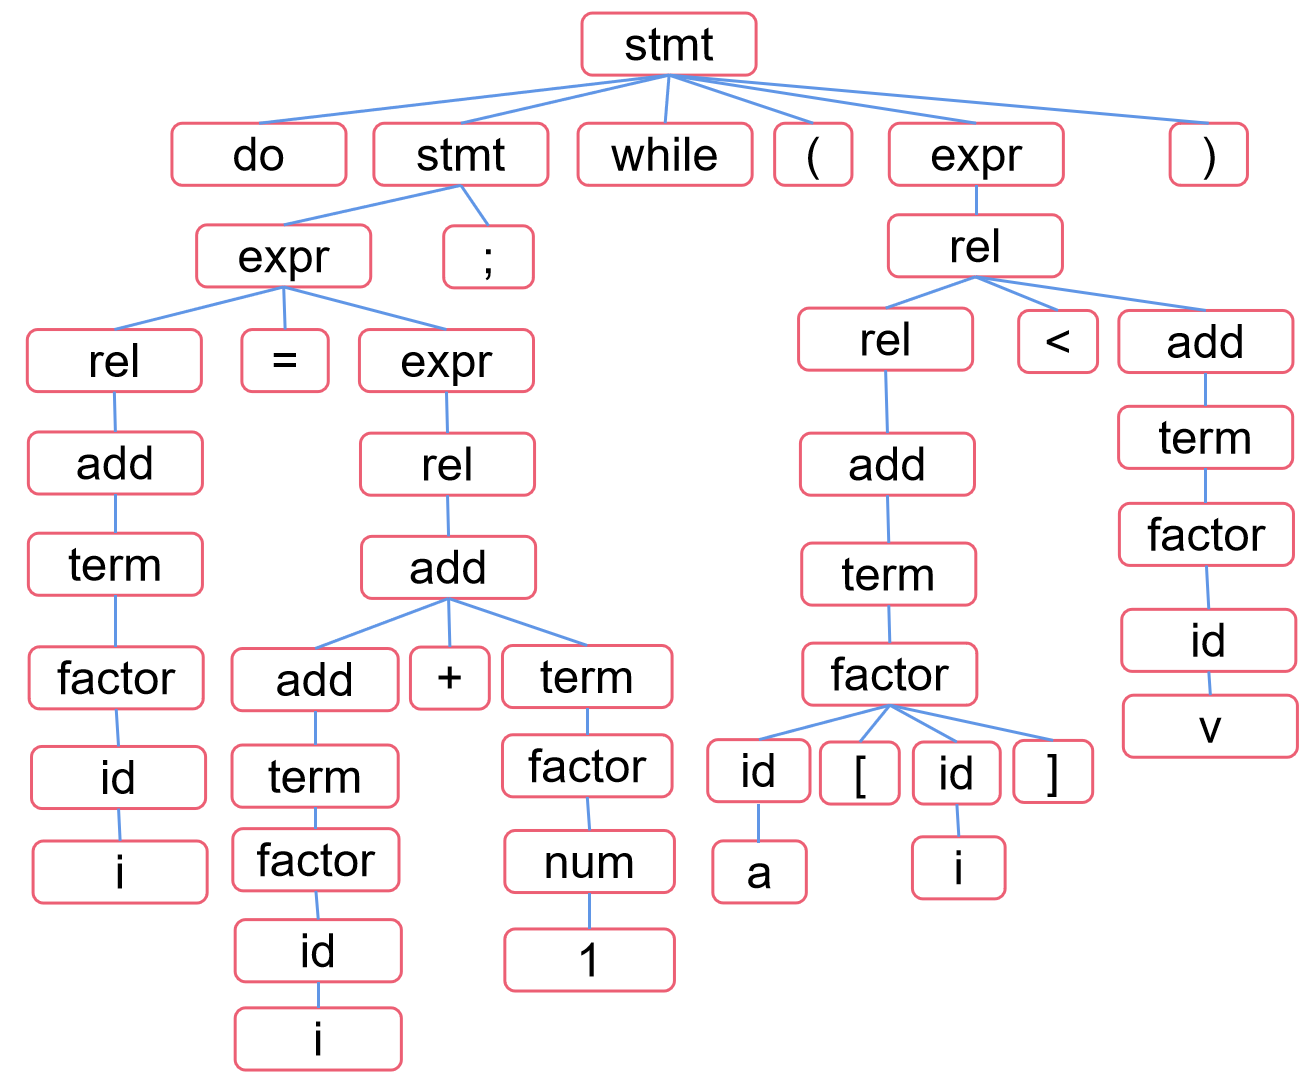 stmt
do stmt while ( expr )
expr ; rel
rel = expr rel < add
add rel add term
term add term factor
factor add + term factor id
id term factor id [ id ] v
i factor num a i
id 1
i